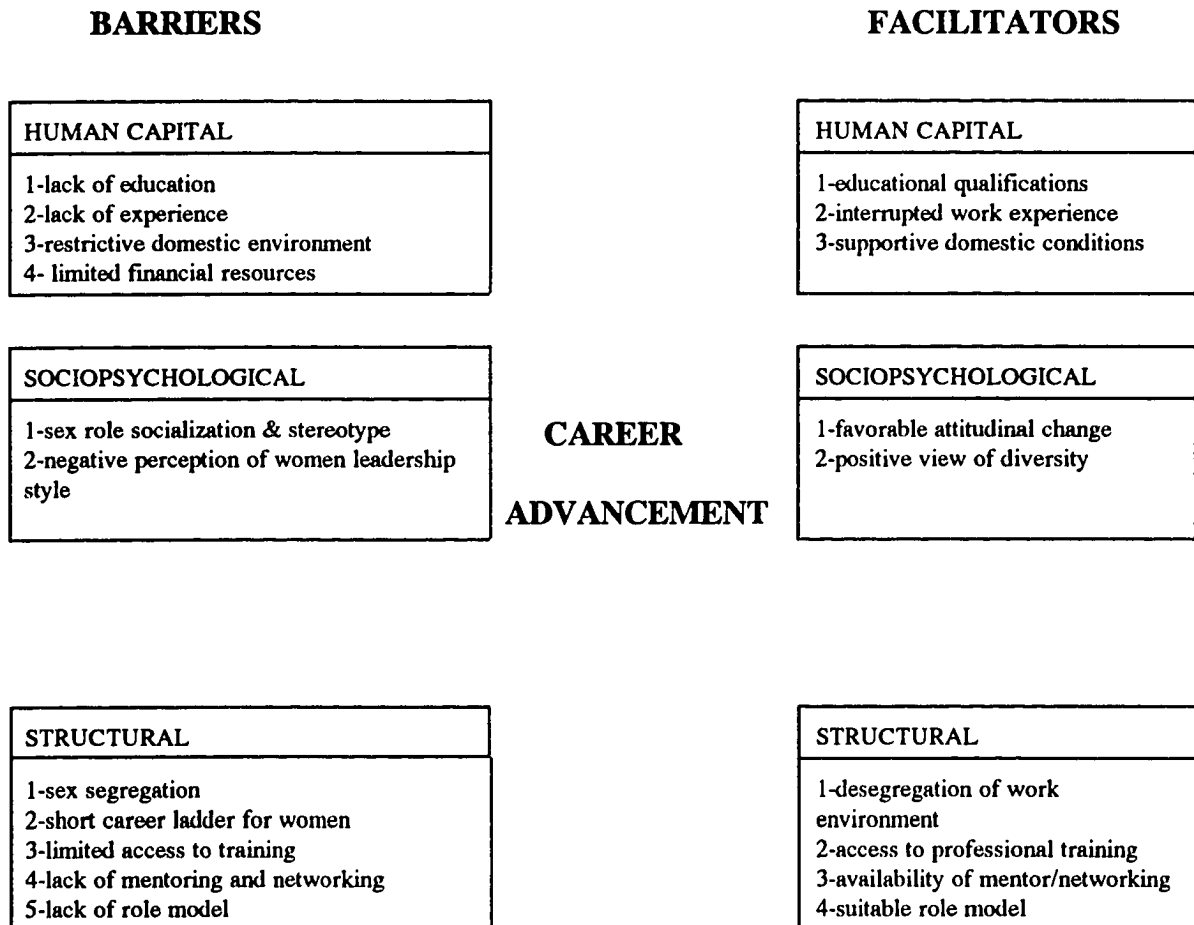 BARRIERS
FACILITATORS
HUMAN CAPITAL
1-lack of education
2-lack of experience
3-restrictive domestic environment
4- limited financial resources
HUMAN CAPITAL
1-educational qualifications
2-interrupted work experience
3-supportive domestic conditions
SOCIOPSYCHOLOGICAL
1-sex role socialization & stereotype
2-negative perception of women leadership
style
CAREER
ADVANCEMENT
SOCIOPSYCHOLOGICAL
1-favorable attitudinal change
2-positive view of diversity
STRUCTURAL
1-sex segregation
2-short career ladder for women
3-limited access to training
4-lack of mentoring and networking
5-lack of role model
STRUCTURAL
1-desegregation of work
environment
2-access to professional training
3-availability of mentor/networking
4-suitable role model